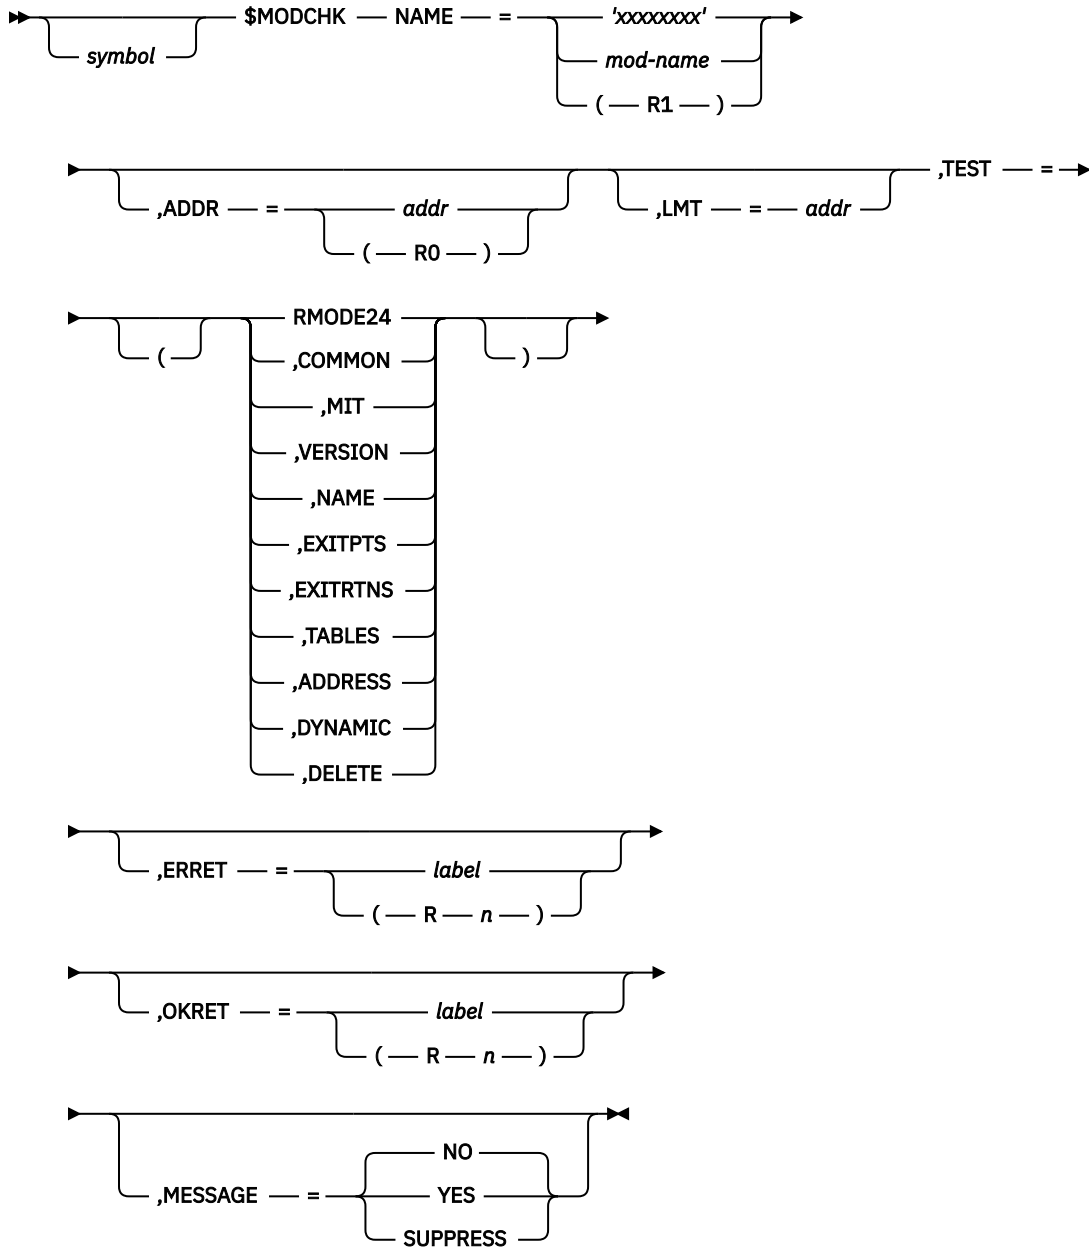 $MODCHK NAME = 'xxxxxxxx'
symbol
mod-name
( R1 )
,TEST =
,ADDR = addr
,LMT = addr
( R0 )
RMODE24
( ,COMMON )
,MIT
,VERSION
,NAME
,EXITPTS
,EXITRTNS
,TABLES
,ADDRESS
,DYNAMIC
,DELETE
,ERRET = label
( R n )
,OKRET = label
( R n )
NO
,MESSAGE = YES
SUPPRESS